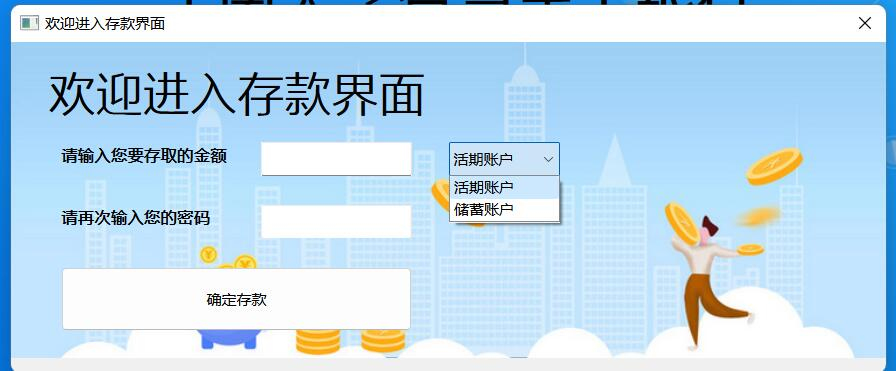 欢迎进入存款界面
欢迎进入存款界面
请输入您要存取的金额
活期账户
活期账户
储蓄账户
请再次输入您的密码
确定存款